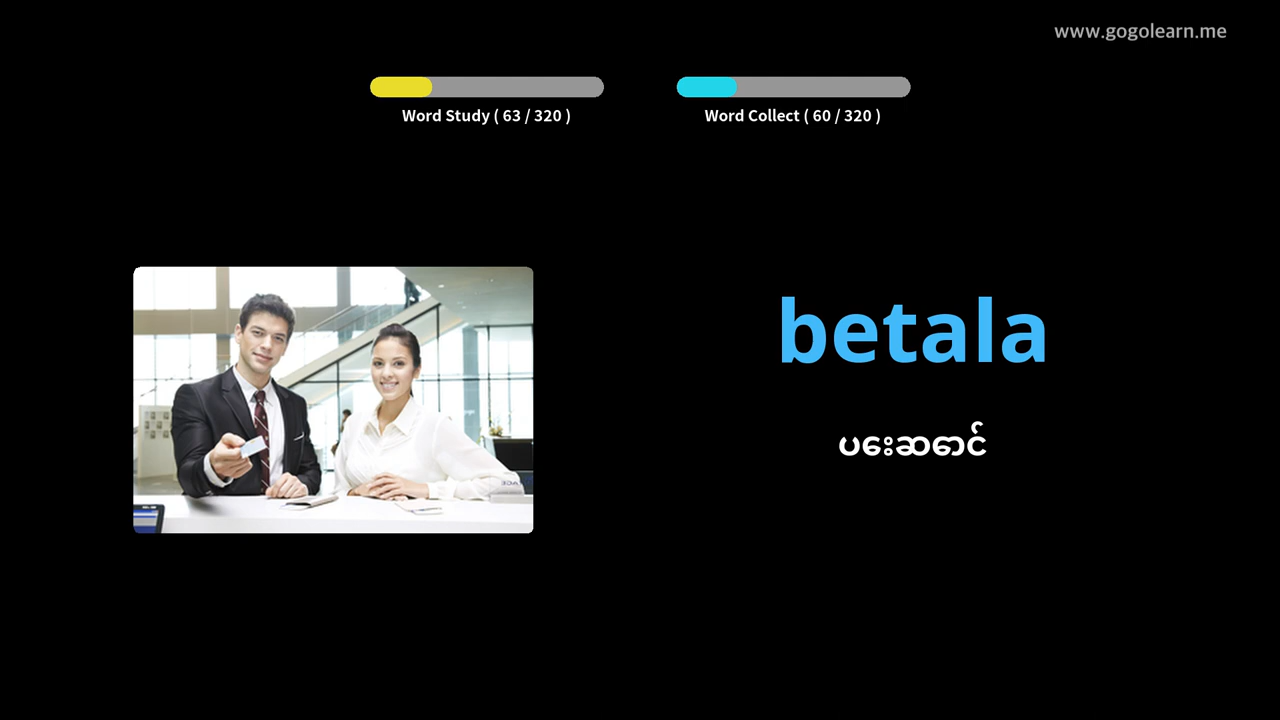 www.gogolearn.me
Word Study ( 63 / 320 )
Word Collect ( 60 / 320 )
betala
ပေးဆောင်